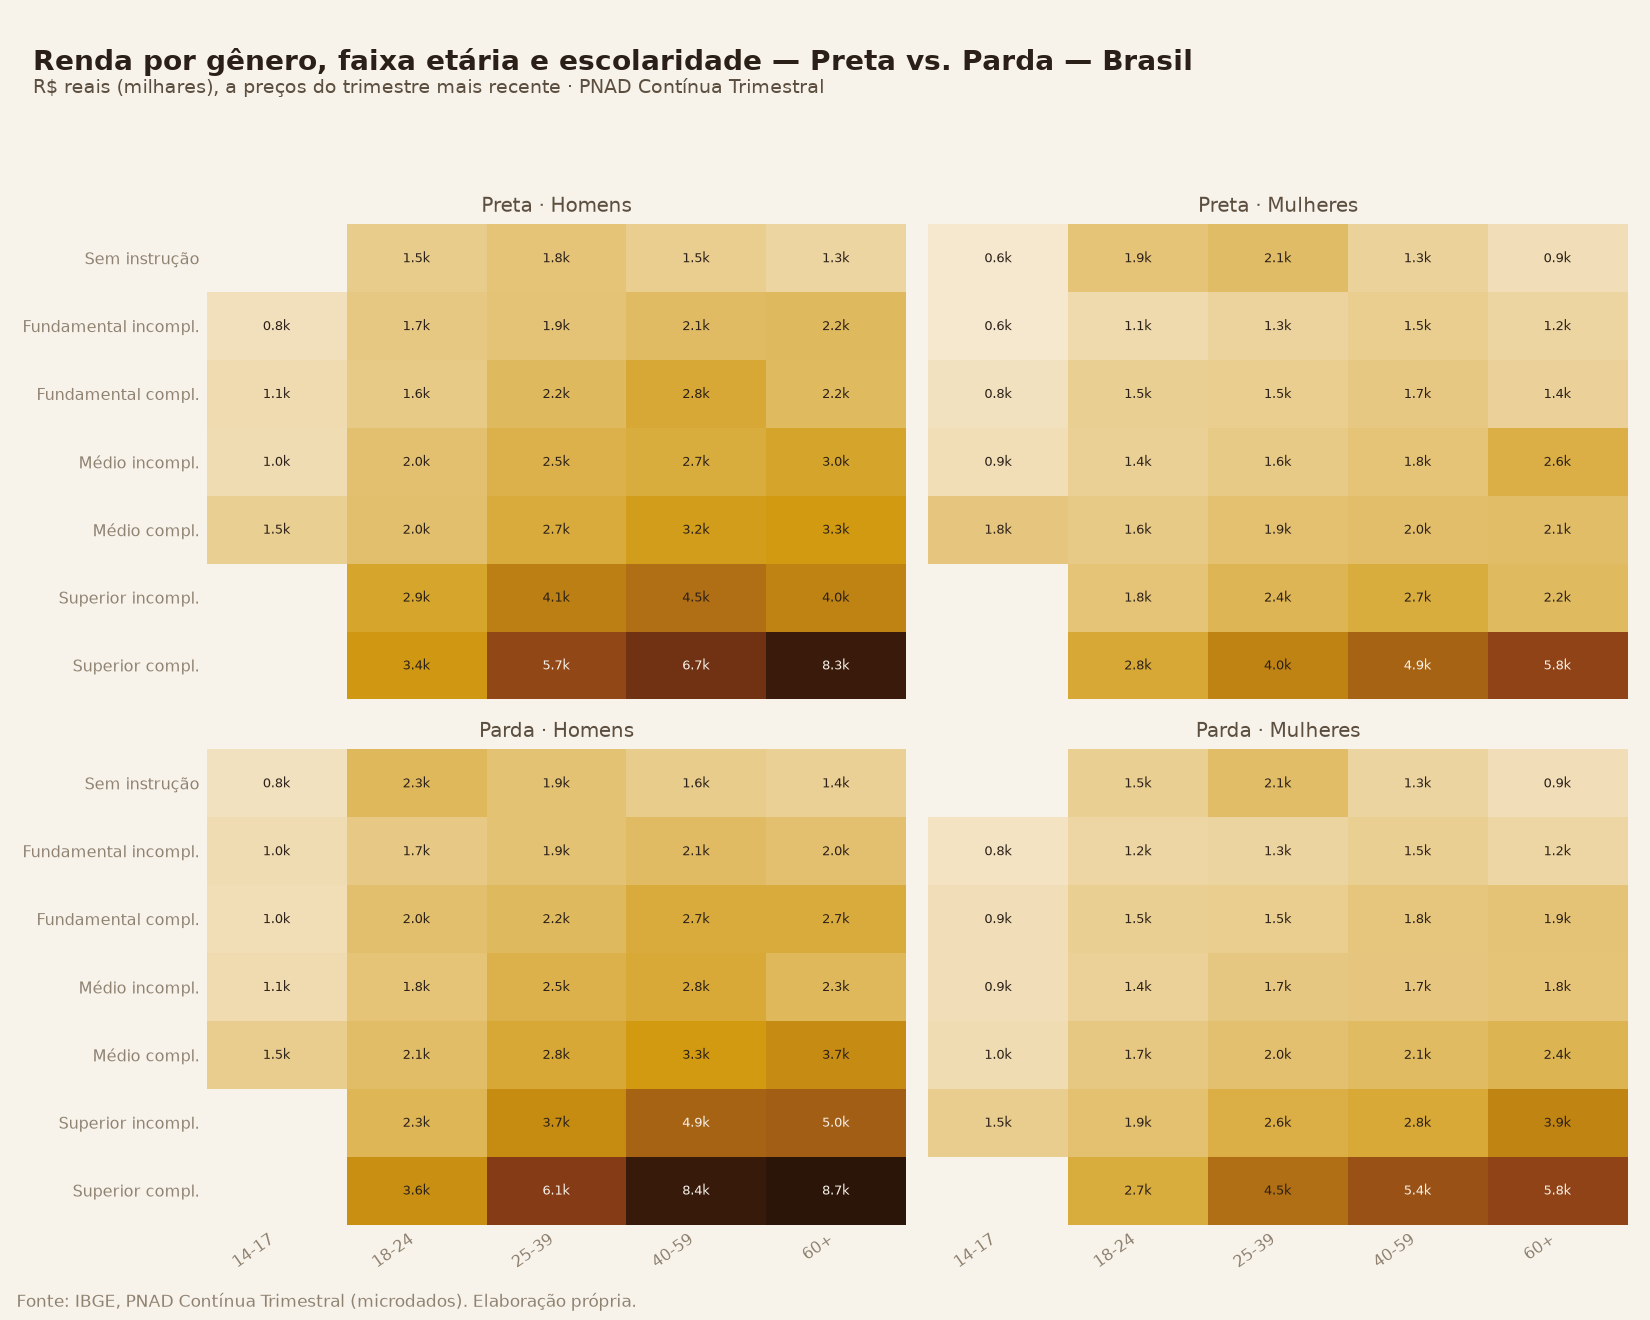 Renda por gênero, faixa etária e escolaridade — Preta vs. Parda — Brasil
R$ reais (milhares), a preços do trimestre mais recente · PNAD Contínua Trimestral
Preta · Homens
Preta · Mulheres
Sem instrução 1.5k 1.8k 1.5k 1.3k 0.6k 1.9k 2.1k 1.3k 0.9k
Fundamental incompl. 0.8k 1.7k 1.9k 2.1k 2.2k 0.6k 1.1k 1.3k 1.5k 1.2k
Fundamental compl. 1.1k 1.6k 2.2k 2.8k 2.2k 0.8k 1.5k 1.5k 1.7k 1.4k
Médio incompl. 1.0k 2.0k 2.5k 2.7k 3.0k 0.9k 1.4k 1.6k 1.8k 2.6k
Médio compl. 1.5k 2.0k 2.7k 3.2k 3.3k 1.8k 1.6k 1.9k 2.0k 2.1k
Superior incompl. 2.9k 4.1k 4.5k 4.0k 1.8k 2.4k 2.7k 2.2k
Superior compl. 3.4k 5.7k 6.7k 8.3k 2.8k 4.0k 4.9k 5.8k
Parda · Homens
Parda · Mulheres
Sem instrução 0.8k 2.3k 1.9k 1.6k 1.4k 1.5k 2.1k 1.3k 0.9k
Fundamental incompl. 1.0k 1.7k 1.9k 2.1k 2.0k 0.8k 1.2k 1.3k 1.5k 1.2k
Fundamental compl. 1.0k 2.0k 2.2k 2.7k 2.7k 0.9k 1.5k 1.5k 1.8k 1.9k
Médio incompl. 1.1k 1.8k 2.5k 2.8k 2.3k 0.9k 1.4k 1.7k 1.7k 1.8k
Médio compl. 1.5k 2.1k 2.8k 3.3k 3.7k 1.0k 1.7k 2.0k 2.1k 2.4k
Superior incompl. 2.3k 3.7k 4.9k 5.0k 1.5k 1.9k 2.6k 2.8k 3.9k
Superior compl. 3.6k 6.1k 8.4k 8.7k 2.7k 4.5k 5.4k 5.8k
14-17 18-24 25-39 40-59 60+ 14-17 18-24 25-39 40-59 60+
Fonte: IBGE, PNAD Contínua Trimestral (microdados). Elaboração própria.